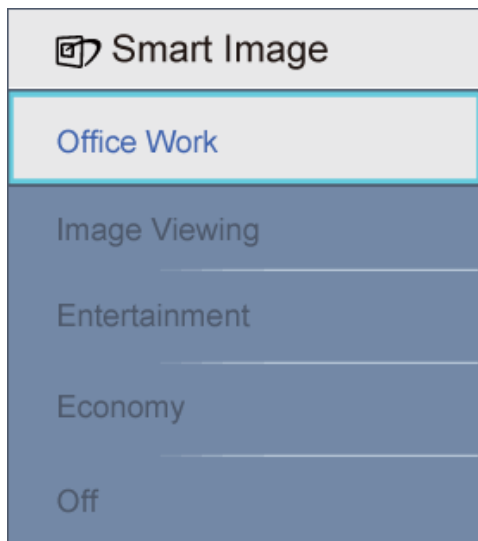 Smart Image
Office Work
Image Viewing
Entertainment
Economy
Off